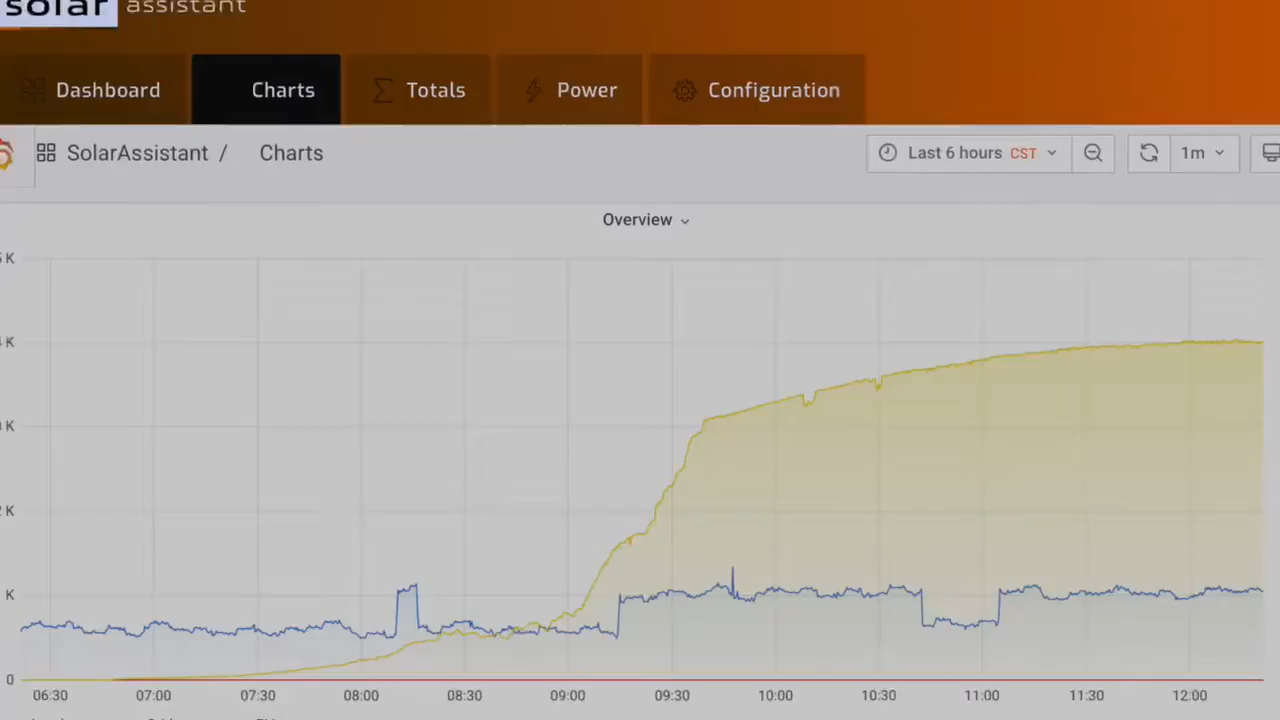 solar assistant
Dashboard Charts Totals Power Configuration
SolarAssistant / Charts Last 6 hours CST 1m
Overview
K
K
K
K
K
0
06:30 07:00 07:30 08:00 08:30 09:00 09:30 10:00 10:30 11:00 11:30 12:00